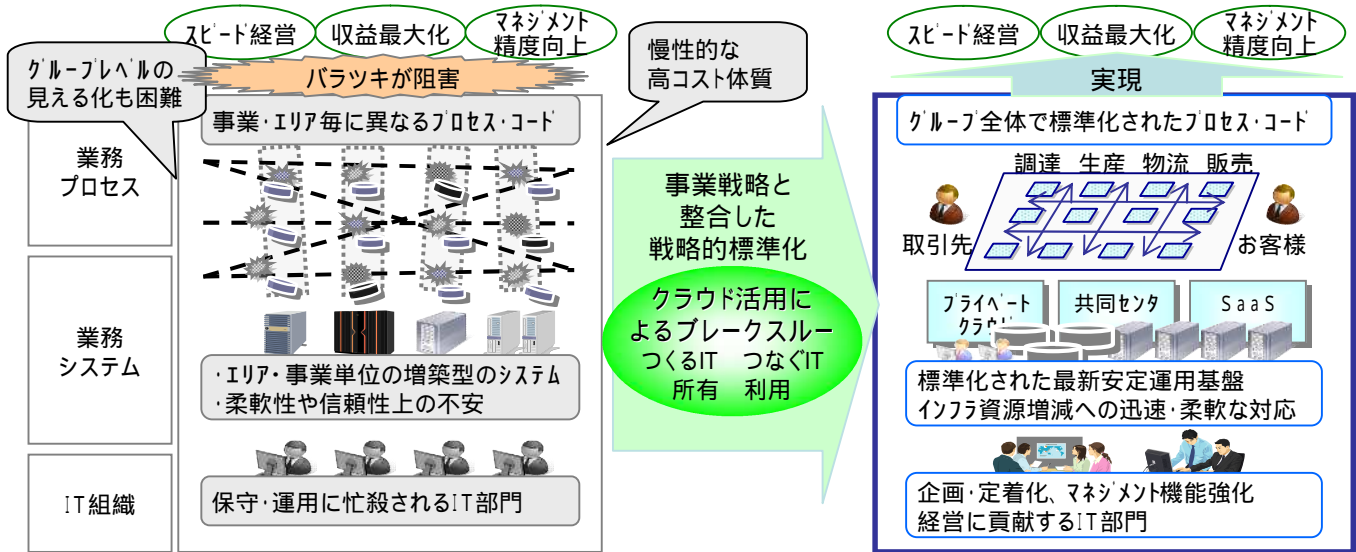 スピード経営
収益最大化
マネジメント
精度向上
バラツキが阻害
グループレベルの
見える化も困難
慢性的な
高コスト体質
業務
プロセス
事業・エリア毎に異なるプロセス・コード
業務
システム
・エリア・事業単位の増築型のシステム
・柔軟性や信頼性上の不安
IT組織
保守・運用に忙殺されるIT部門
事業戦略と
整合した
戦略的標準化
クラウド活用に
よるブレークスルー
つくるIT つなぐIT
所有 利用
スピード経営
収益最大化
マネジメント
精度向上
実現
グループ全体で標準化されたプロセス・コード
調達 生産 物流 販売
取引先
お客様
プライベート
クラウド
共同センタ
SaaS
標準化された最新安定運用基盤
インフラ資源増減への迅速・柔軟な対応
企画・定着化、マネジメント機能強化
経営に貢献するIT部門